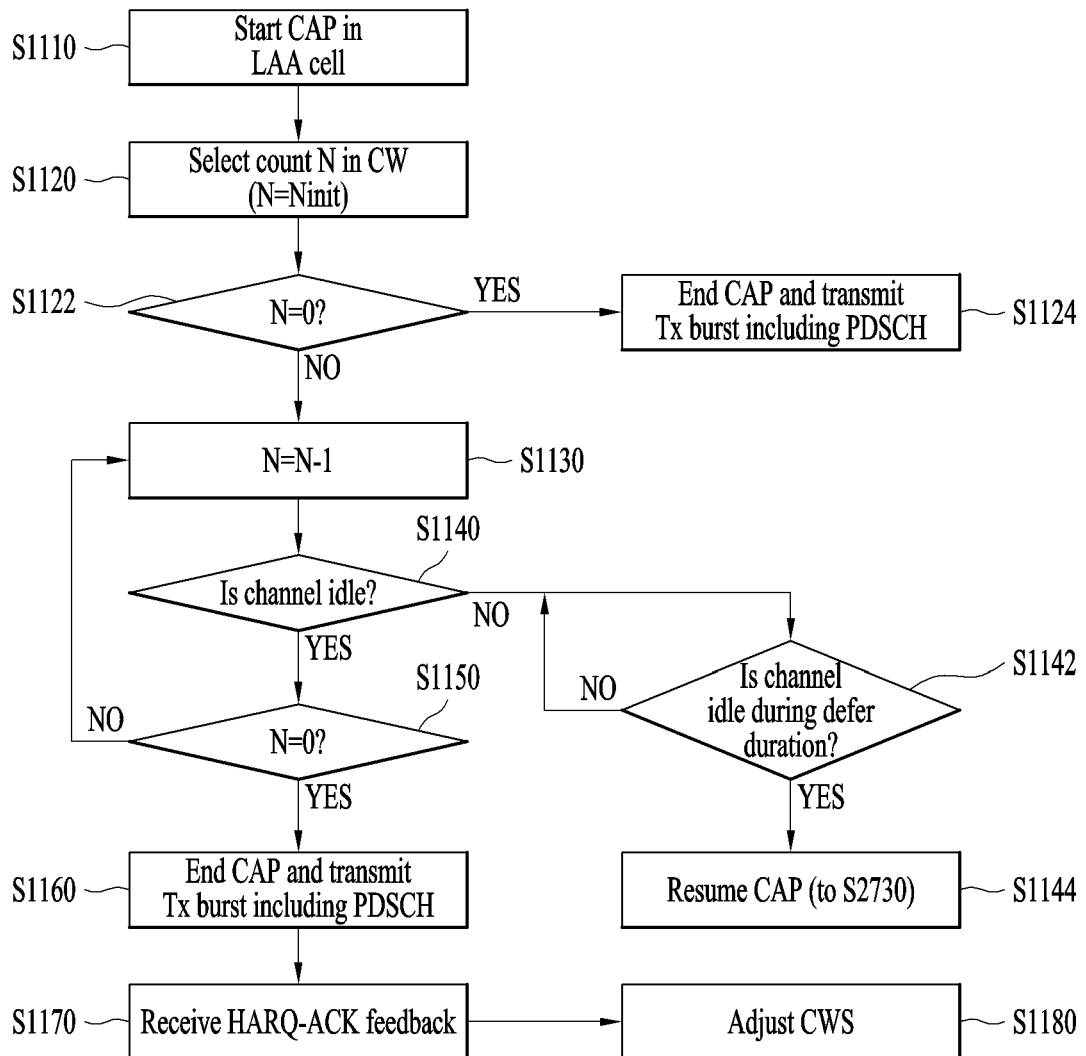 S1110
Start CAP in
LAA cell
S1120
Select count N in CW
(N=Ninit)
S1122
N=0?
YES
End CAP and transmit
Tx burst including PDSCH
S1124
NO
N=N-1
S1130
S1140
Is channel idle?
NO
YES
S1142
Is channel
idle during defer
duration?
NO
YES
S1150
NO
N=0?
YES
S1160
End CAP and transmit
Tx burst including PDSCH
Resume CAP (to S2730)
S1144
S1170
Receive HARQ-ACK feedback
Adjust CWS
S1180